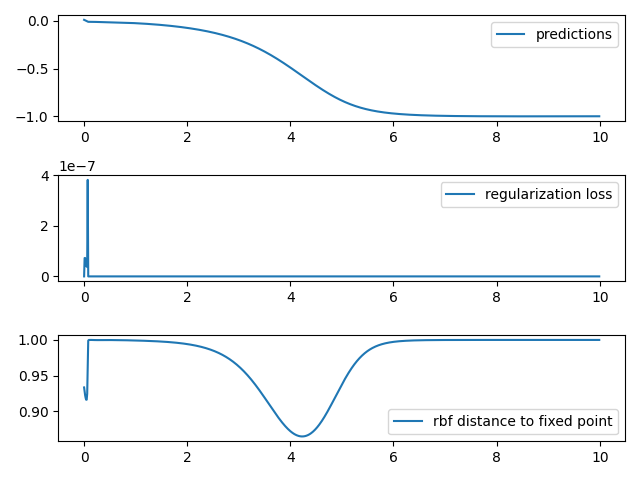 0.0
−0.5
−1.0
predictions
0 2 4 6 8 10
1e−7
4
2
0
regularization loss
0 2 4 6 8 10
1.00
0.95
0.90
rbf distance to fixed point
0 2 4 6 8 10